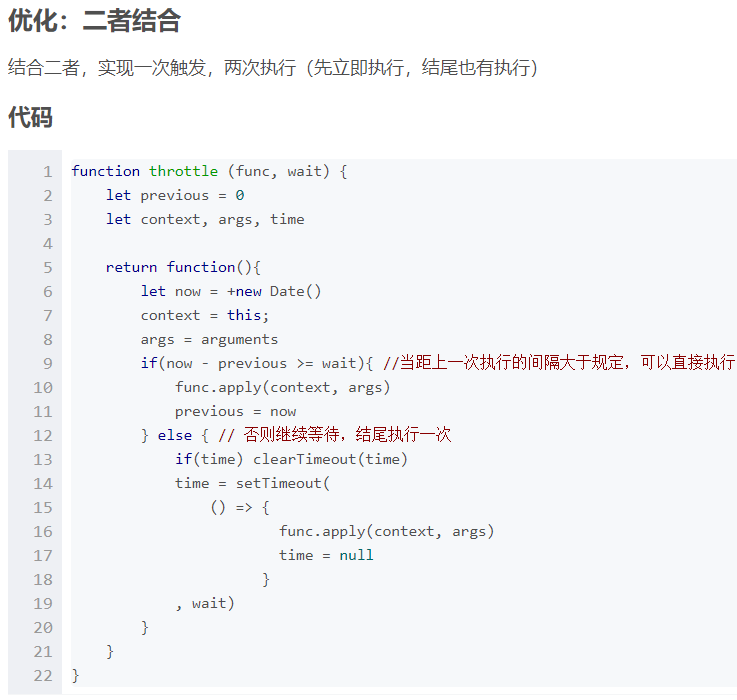 优化：二者结合
结合二者，实现一次触发，两次执行（先立即执行，结尾也有执行）
代码
1 function throttle (func, wait) {
2     let previous = 0
3     let context, args, time
4
5     return function(){
6         let now = +new Date()
7         context = this;
8         args = arguments
9         if(now - previous >= wait){ //当距上一次执行的间隔大于规定，可以直接执行
10             func.apply(context, args)
11             previous = now
12         } else { // 否则继续等待，结尾执行一次
13             if(time) clearTimeout(time)
14             time = setTimeout(
15                 () => {
16                         func.apply(context, args)
17                         time = null
18                       }
19             , wait)
20         }
21     }
22 }